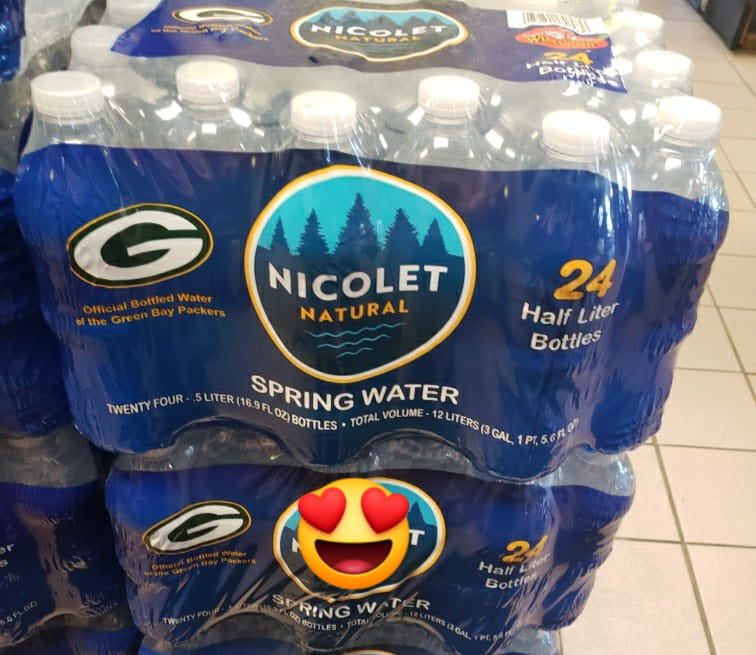 NICOLET
NATURAL
24
G
Official Bottled Water
of the Green Bay Packers
NICOLET
NATURAL
24
Half Liter
Bottles
SPRING WATER
TWENTY FOUR - .5 LITER (16.9 FL OZ) BOTTLES • TOTAL VOLUME - 12 LITERS (3 GAL, 1 PT, 5.6 FL OZ)
G
Official Bottled Water
of the Green Bay Packers
24
Half Liter
Bottles
SPRING WATER